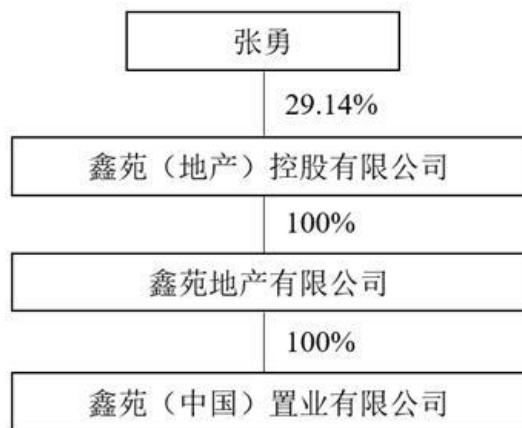 张勇
29.14%
鑫苑（地产）控股有限公司
100%
鑫苑地产有限公司
100%
鑫苑（中国）置业有限公司